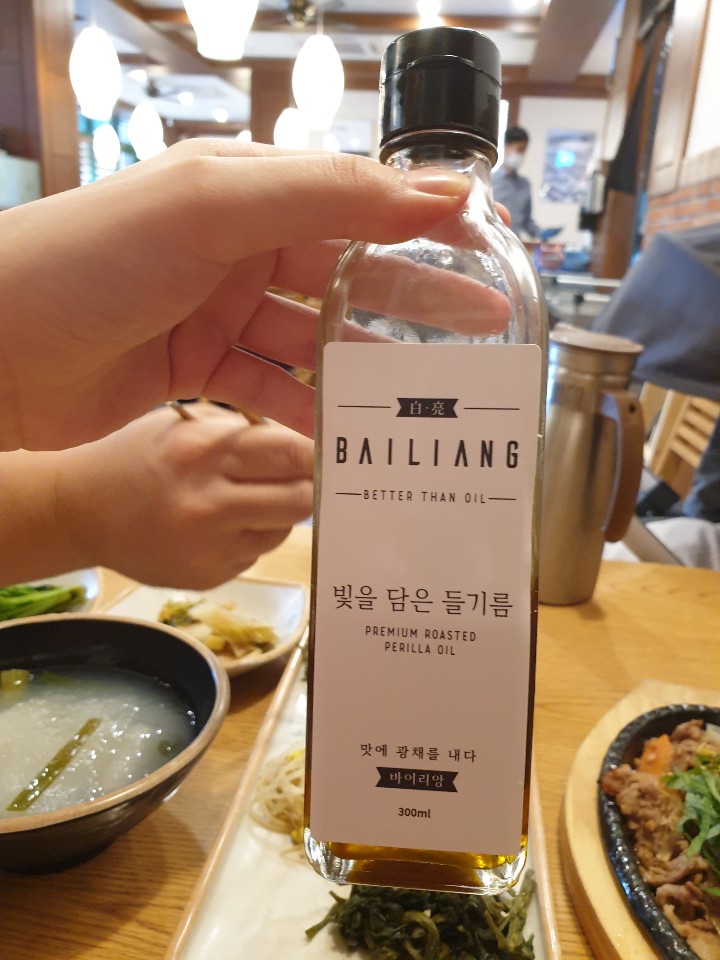 白·亮
BAILIANG
BETTER THAN OIL
빛을 담은 들기름
PREMIUM ROASTED
PERILLA OIL
맛에 광채를 내다
바이리앙
300ml